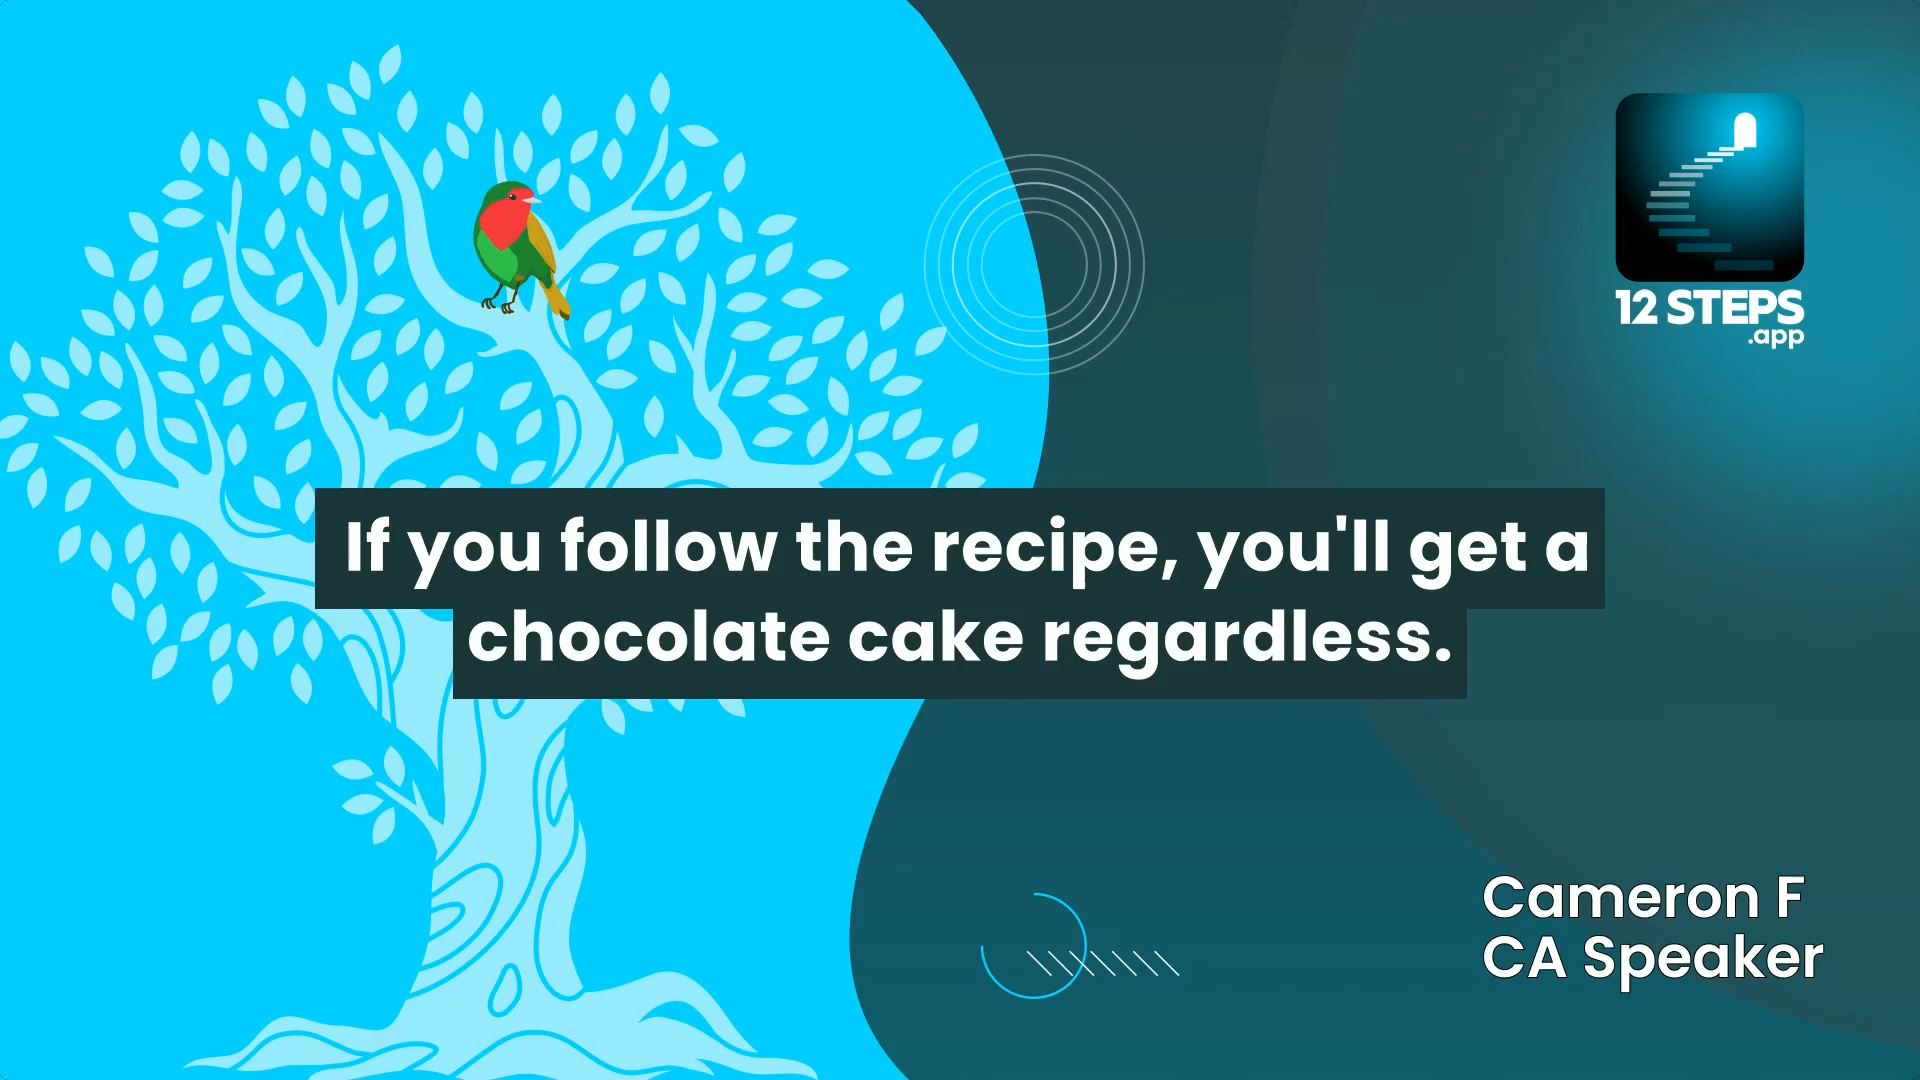 12 STEPS
.app
If you follow the recipe, you'll get a
chocolate cake regardless.
Cameron F
CA Speaker